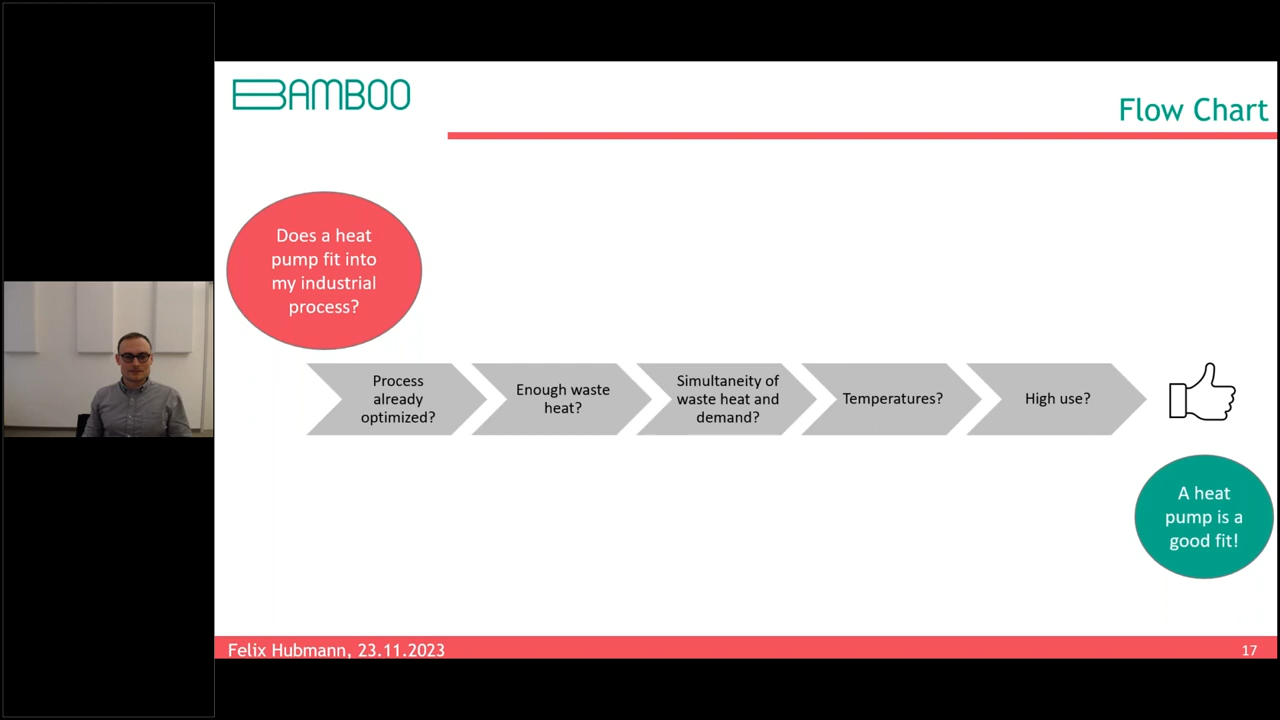 BAMBOO
Flow Chart
Does a heat
pump fit into
my industrial
process?
Process
already
optimized?
Enough waste
heat?
Simultaneity of
waste heat and
demand?
Temperatures?
High use?
A heat
pump is a
good fit!
Felix Hubmann, 23.11.2023
17